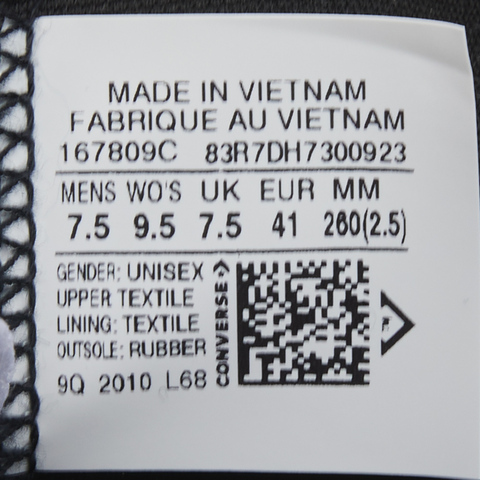 MADE IN VIETNAM
FABRIQUE AU VIETNAM
167809C 83R7DH7300923
MENS WO'S UK EUR MM
7.5 9.5 7.5 41 260(2.5)
GENDER: UNISEX
UPPER TEXTILE
LINING: TEXTILE
OUTSOLE: RUBBER
9Q 2010 L68
CONVERSE